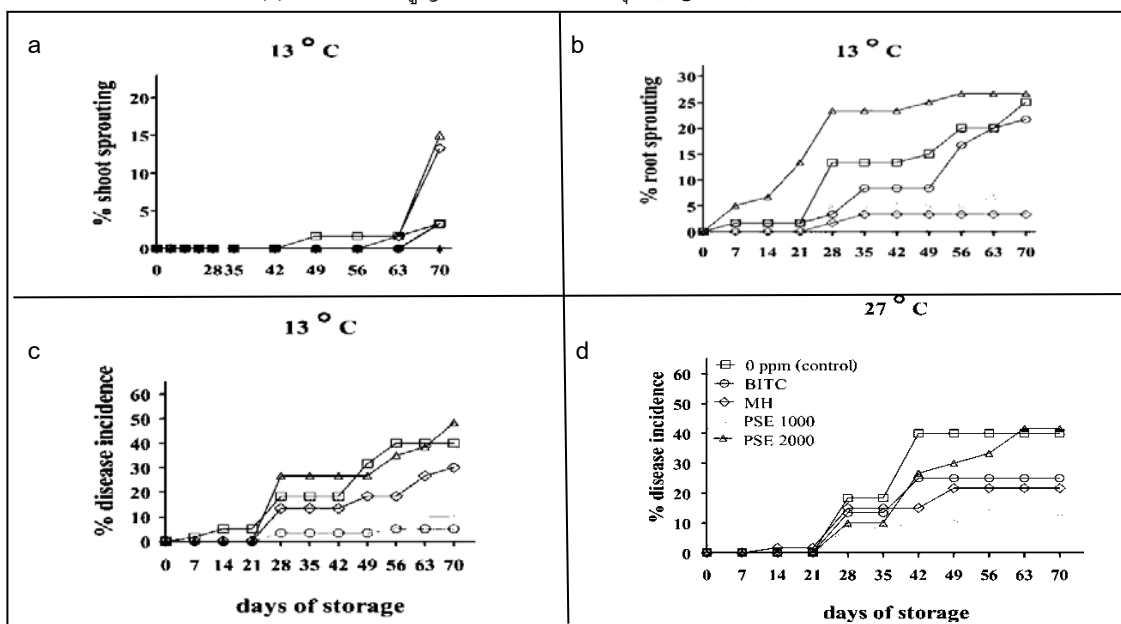 a
13 ° C
% shoot sprouting
20
15
10
5
0
0 2835 42 49 56 63 70
b
13 ° C
% root sprouting
30
25
20
15
10
5
0
0 7 14 21 28 35 42 49 56 63 70
c
13 ° C
% disease incidence
60
50
40
30
20
10
0
0 7 14 21 28 35 42 49 56 63 70
days of storage
27 ° C
d
0 ppm (control)
BITC
MH
PSE 1000
PSE 2000
% disease incidence
60
50
40
30
20
10
0
0 7 14 21 28 35 42 49 56 63 70
days of storage